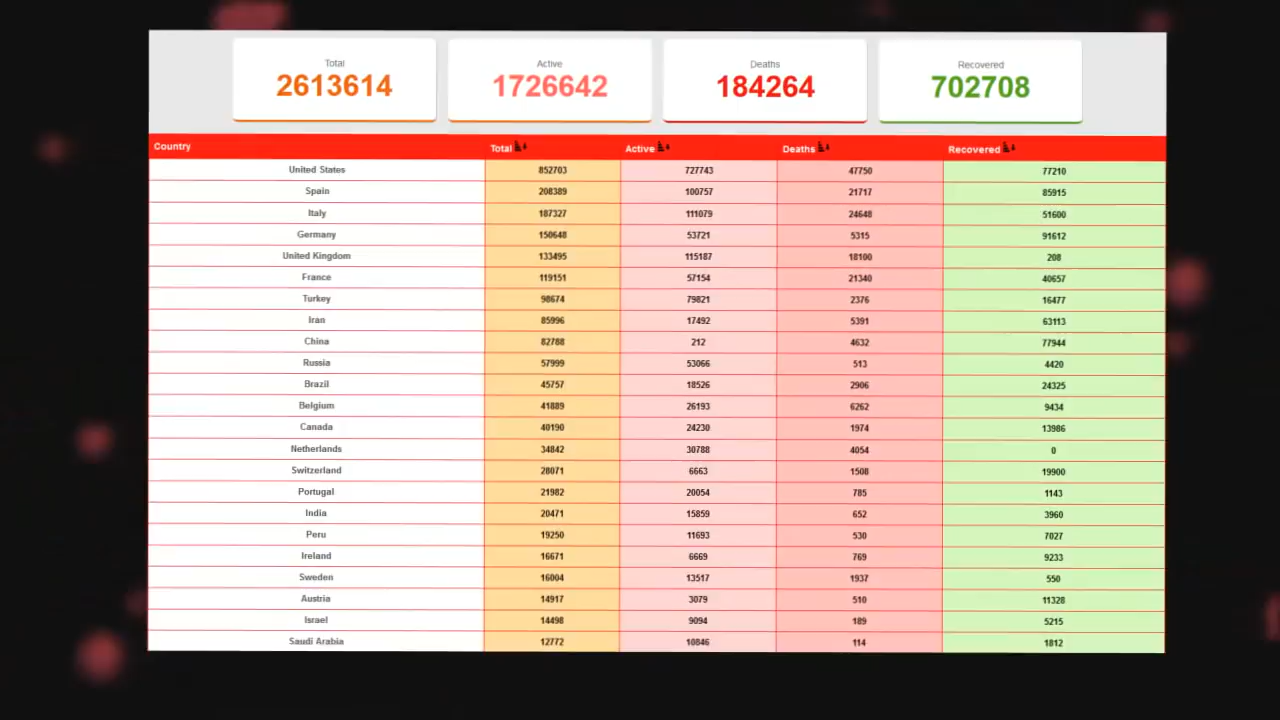 Total Active Deaths Recovered
2613614 1726642 184264 702708
Country Total Active Deaths Recovered
United States 852703 727743 47750 77210
Spain 208389 100757 21717 85915
Italy 187327 111079 24648 51600
Germany 150648 53721 5315 91612
United Kingdom 133495 115187 18100 208
France 119151 57154 21340 40657
Turkey 98674 79821 2376 16477
Iran 85996 17492 5391 63113
China 82788 212 4632 77944
Russia 57999 53066 513 4420
Brazil 45757 18526 2906 24325
Belgium 41889 26193 6262 9434
Canada 40190 24230 1974 13986
Netherlands 34842 30788 4054 0
Switzerland 28071 6663 1508 19900
Portugal 21982 20054 785 1143
India 20471 15859 652 3960
Peru 19250 11693 530 7027
Ireland 16671 6669 769 9233
Sweden 16004 13517 1937 550
Austria 14917 3079 510 11328
Israel 14498 9094 189 5215
Saudi Arabia 12772 10846 114 1812